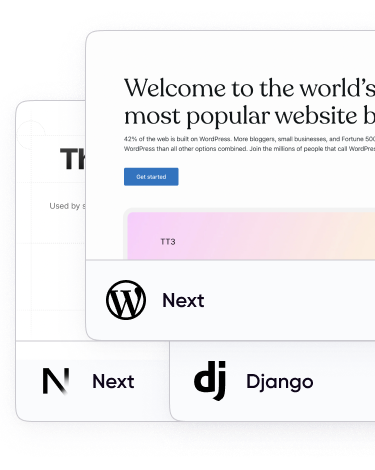 Welcome to the world's
most popular website b
42% of the web is built on WordPress. More bloggers, small businesses, and Fortune 500
WordPress than all other options combined. Join the millions of people that call WordPre
Get started
Th
Used by s
TT3
Next
Next
dj Django